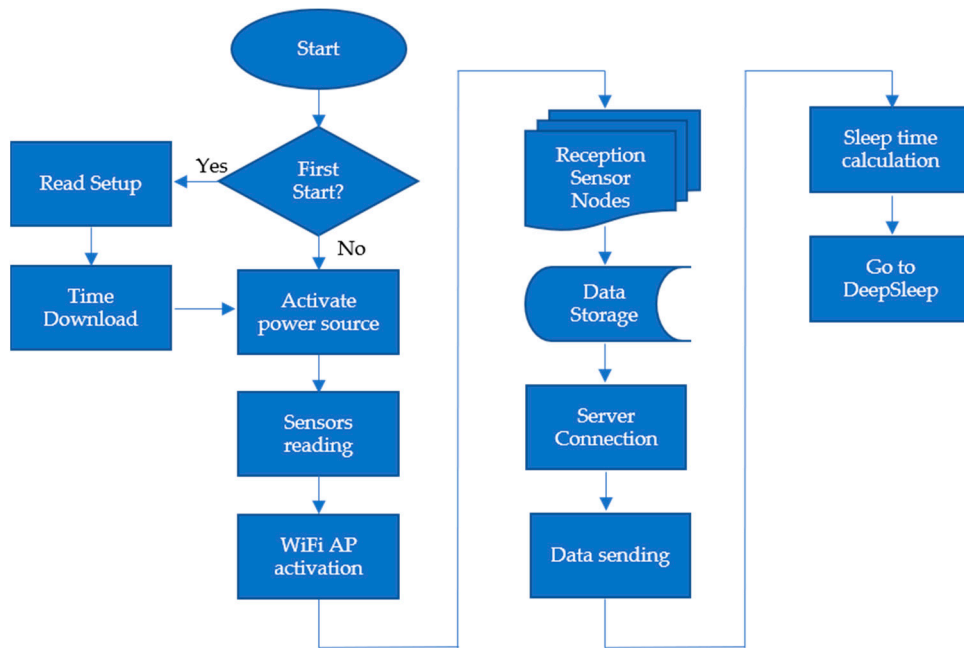 Start
First
Start?
Yes
Read Setup
Time
Download
No
Activate
power source
Sensors
reading
WiFi AP
activation
Reception
Sensor
Nodes
Data
Storage
Server
Connection
Data sending
Sleep time
calculation
Go to
DeepSleep